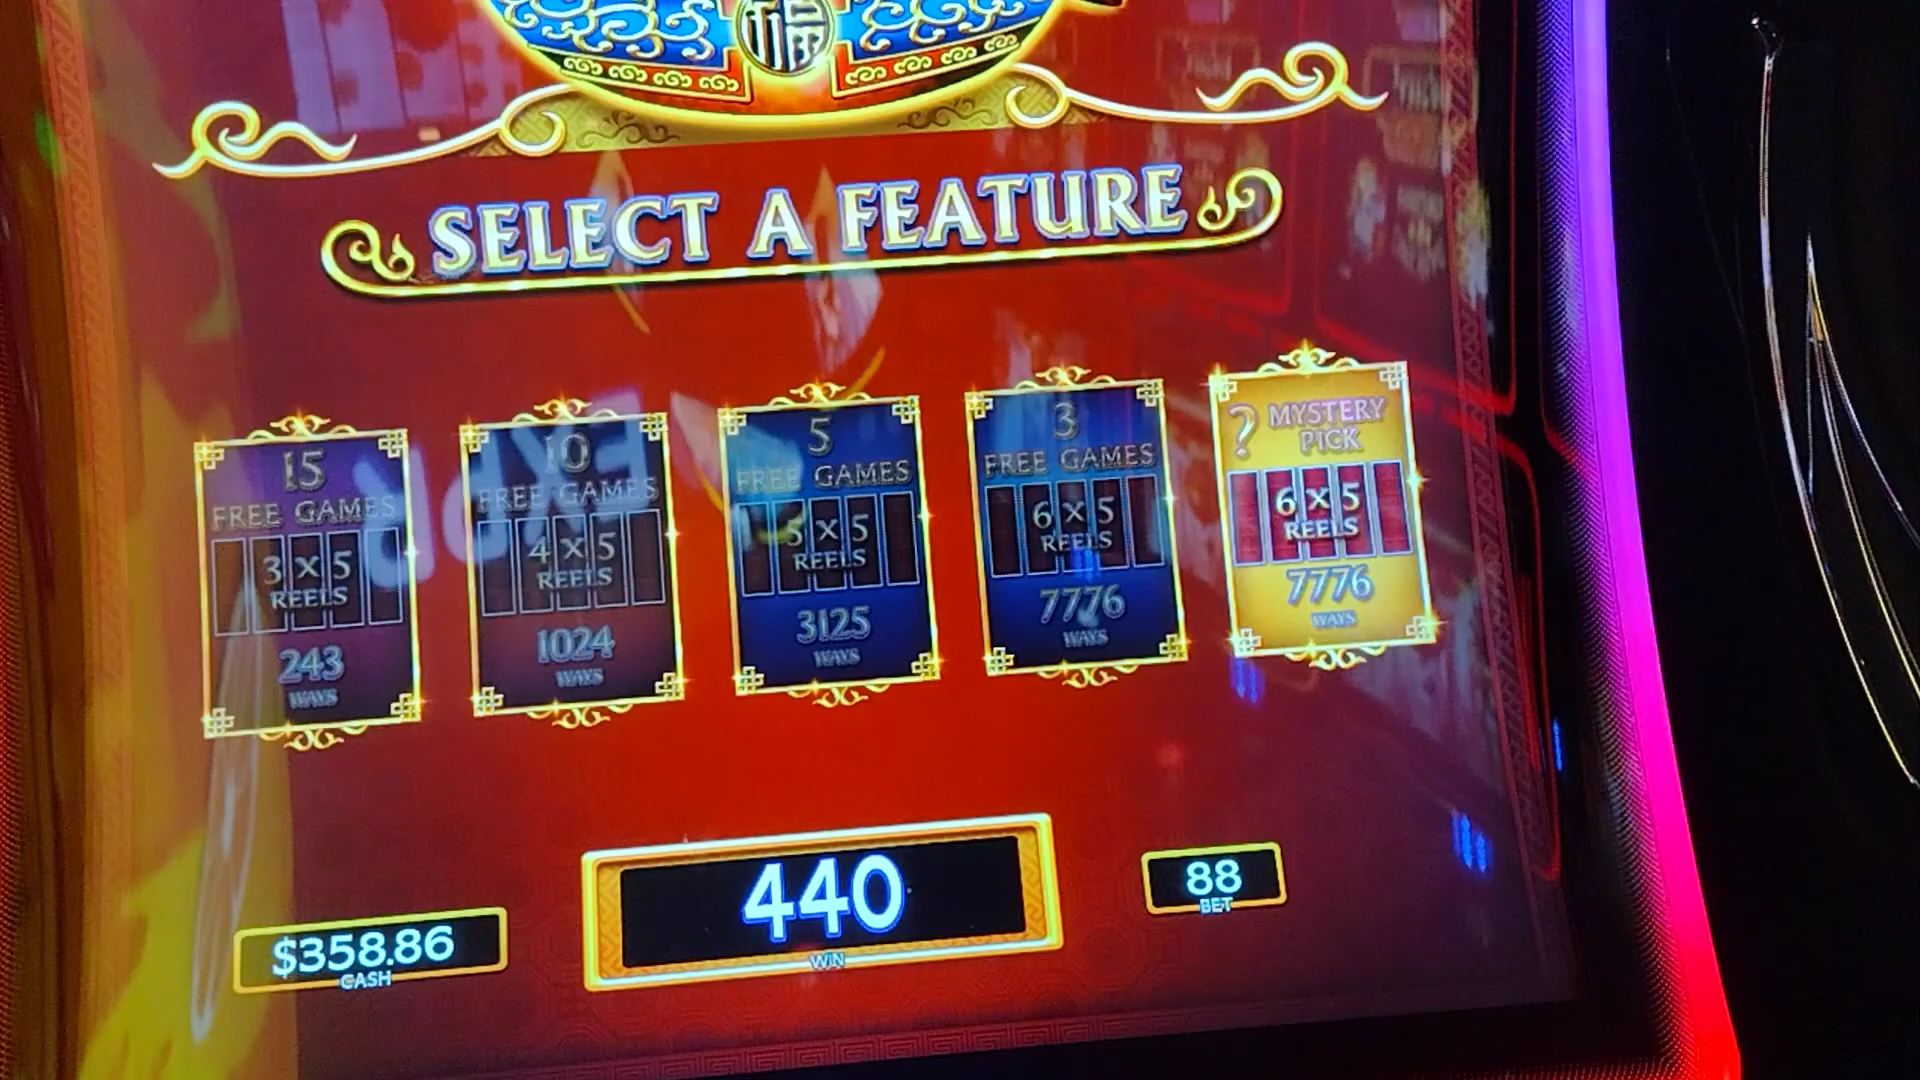 SELECT A FEATURE
15
FREE GAMES
3 X 5
REELS
243
WAYS
10
FREE GAMES
4 X 5
REELS
1024
WAYS
5
FREE GAMES
5 X 5
REELS
3125
WAYS
3
FREE GAMES
6 X 5
REELS
7776
WAYS
? MYSTERY
PICK
6 X 5
REELS
7776
WAYS
$358.86
CASH
440
WIN
88
BET